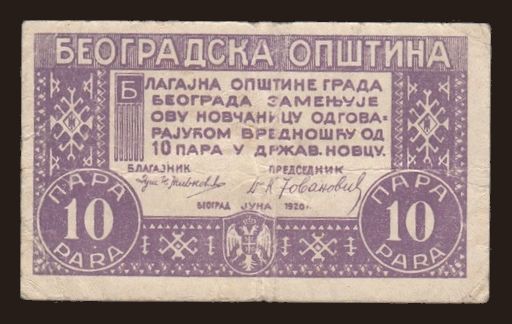 БЕОГРАДСКА ОПШТИНА
БЛАГАЈНА ОПШТИНЕ ГРАДА
БЕОГРАДА ЗАМЕЊУЈЕ
ОВУ НОВЧАНИЦУ ОДГОВА-
РАЈУЋОМ ВРЕДНОШЋУ ОД
10 ПАРА У ДРЖАВ. НОВЦУ.
БЛАГАЈНИК ПРЕДСЕДНИК
К Јовановић
БЕОГРАД ЈУНА 1920 г.
ПАРА
10
PARA
ПАРА
10
PARA